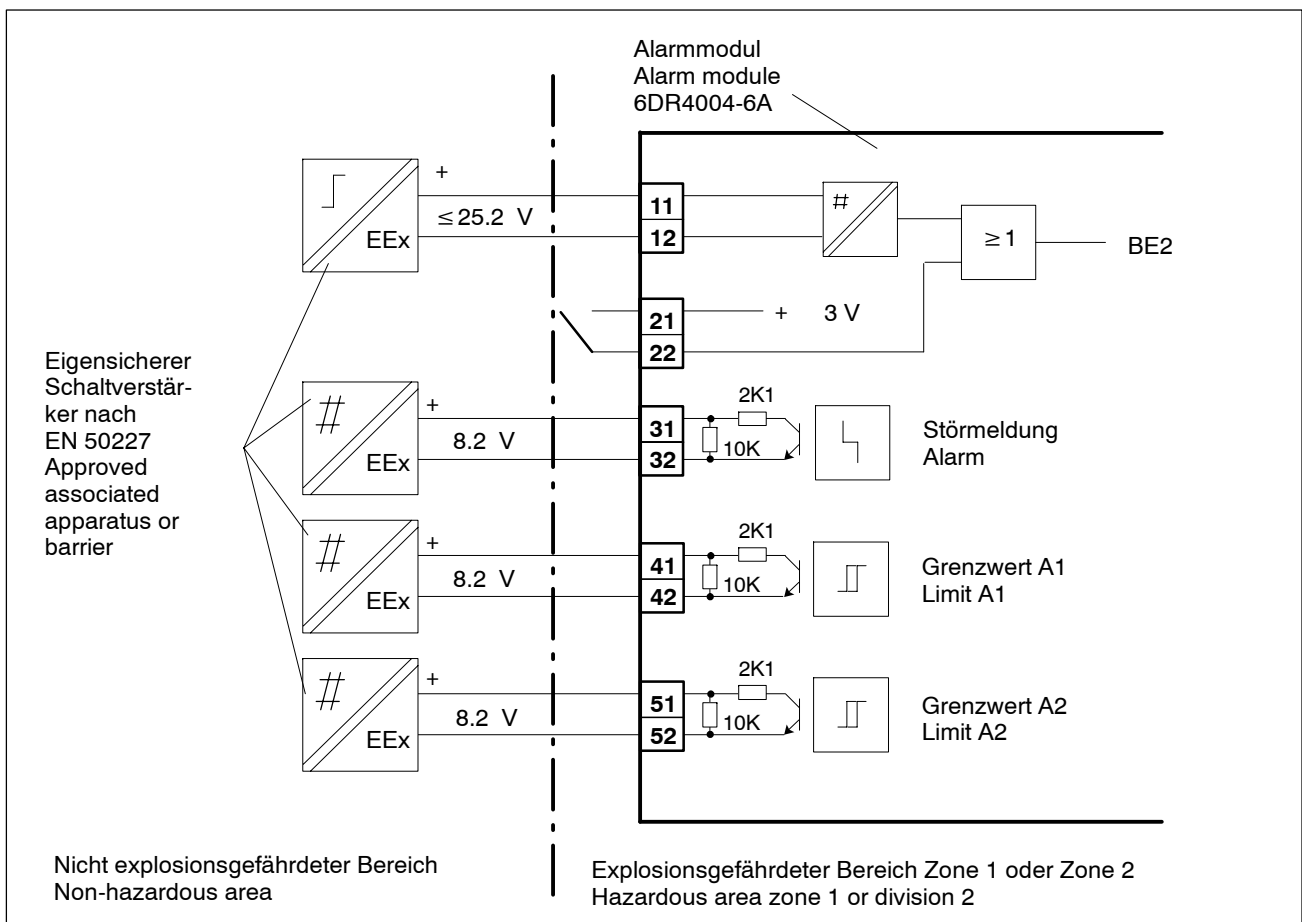 Alarmmodul
Alarm module
6DR4004-6A
+
≤ 25.2 V
EEx
11
12
#
≥ 1
BE2
21
22
+ 3 V
Eigensicherer
Schaltverstär-
ker nach
EN 50227
Approved
associated
apparatus or
barrier
#
+
8.2 V
EEx
31
32
2K1
10K
Störmeldung
Alarm
#
+
8.2 V
EEx
41
42
2K1
10K
Grenzwert A1
Limit A1
#
+
8.2 V
EEx
51
52
2K1
10K
Grenzwert A2
Limit A2
Nicht explosionsgefährdeter Bereich
Non-hazardous area
Explosionsgefährdeter Bereich Zone 1 oder Zone 2
Hazardous area zone 1 or division 2